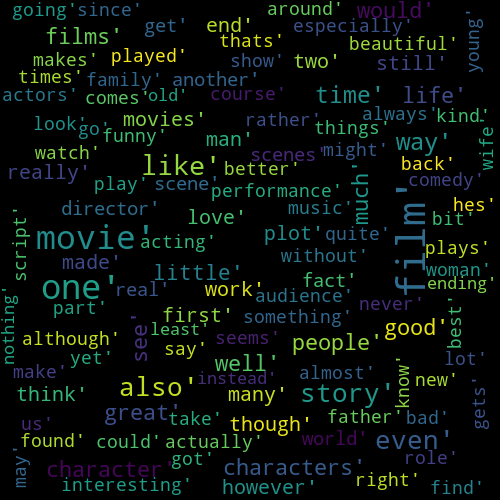 going' since' around' would'
get' end' especially' young'
films' thats' beautiful'
makes' played' show' two' still'
times' family' another'
actors' comes' old' course' time' life'
movies' rather' things' always' kind'
look' go' funny' man' might' way' wife'
watch' like' better' scenes' back'
really' play' scene' performance' much' comedy' hes'
director' love' music' film' bit'
script' movie' acting' plot' quite' plays'
made' little' without' woman'
one' real' work' fact' audience' ending'
nothing' part' first' something' never' best'
although' see' least' seems' people' good'
yet' say' well' lot'
make' also' instead' almost' know' new'
think' many' story' gets'
great' take' though' father' bad'
us' found' could' actually' world' even'
may' character' got' characters' role'
interesting' however' right' find'